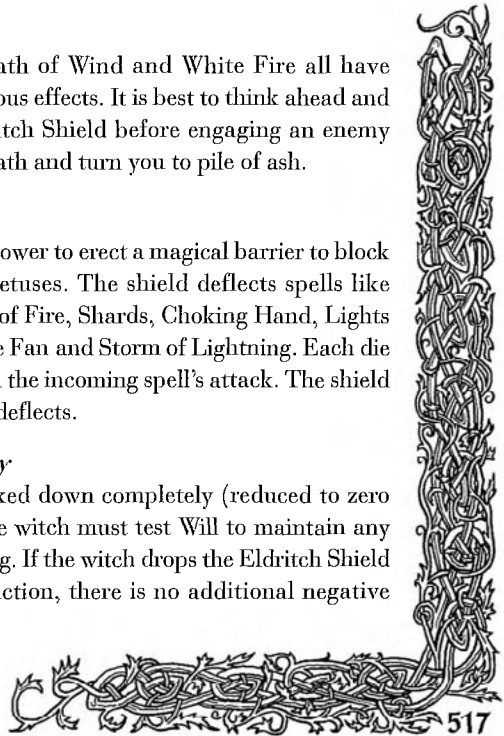 ath of Wind and White Fire all have
ous effects. It is best to think ahead and
itch Shield before engaging an enemy
ath and turn you to pile of ash.
ower to erect a magical barrier to block
etuses. The shield deflects spells like
of Fire, Shards, Choking Hand, Lights
e Fan and Storm of Lightning. Each die
the incoming spell's attack. The shield
deflects.
y
ked down completely (reduced to zero
e witch must test Will to maintain any
g. If the witch drops the Eldritch Shield
ction, there is no additional negative
517